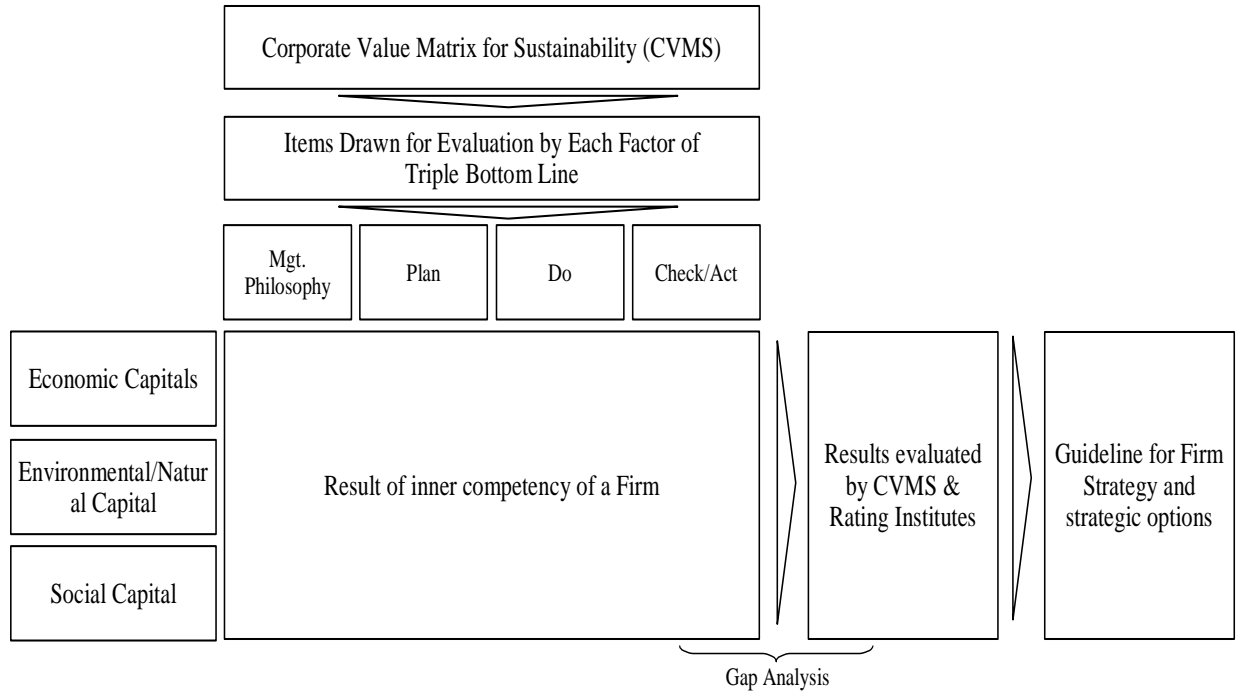 Corporate Value Matrix for Sustainability (CVMS)
Items Drawn for Evaluation by Each Factor of
Triple Bottom Line
Mgt.
Philosophy
Plan
Do
Check/Act
Economic Capitals
Environmental/Natur
al Capital
Social Capital
Result of inner competency of a Firm
Results evaluated
by CVMS &
Rating Institutes
Guideline for Firm
Strategy and
strategic options
Gap Analysis